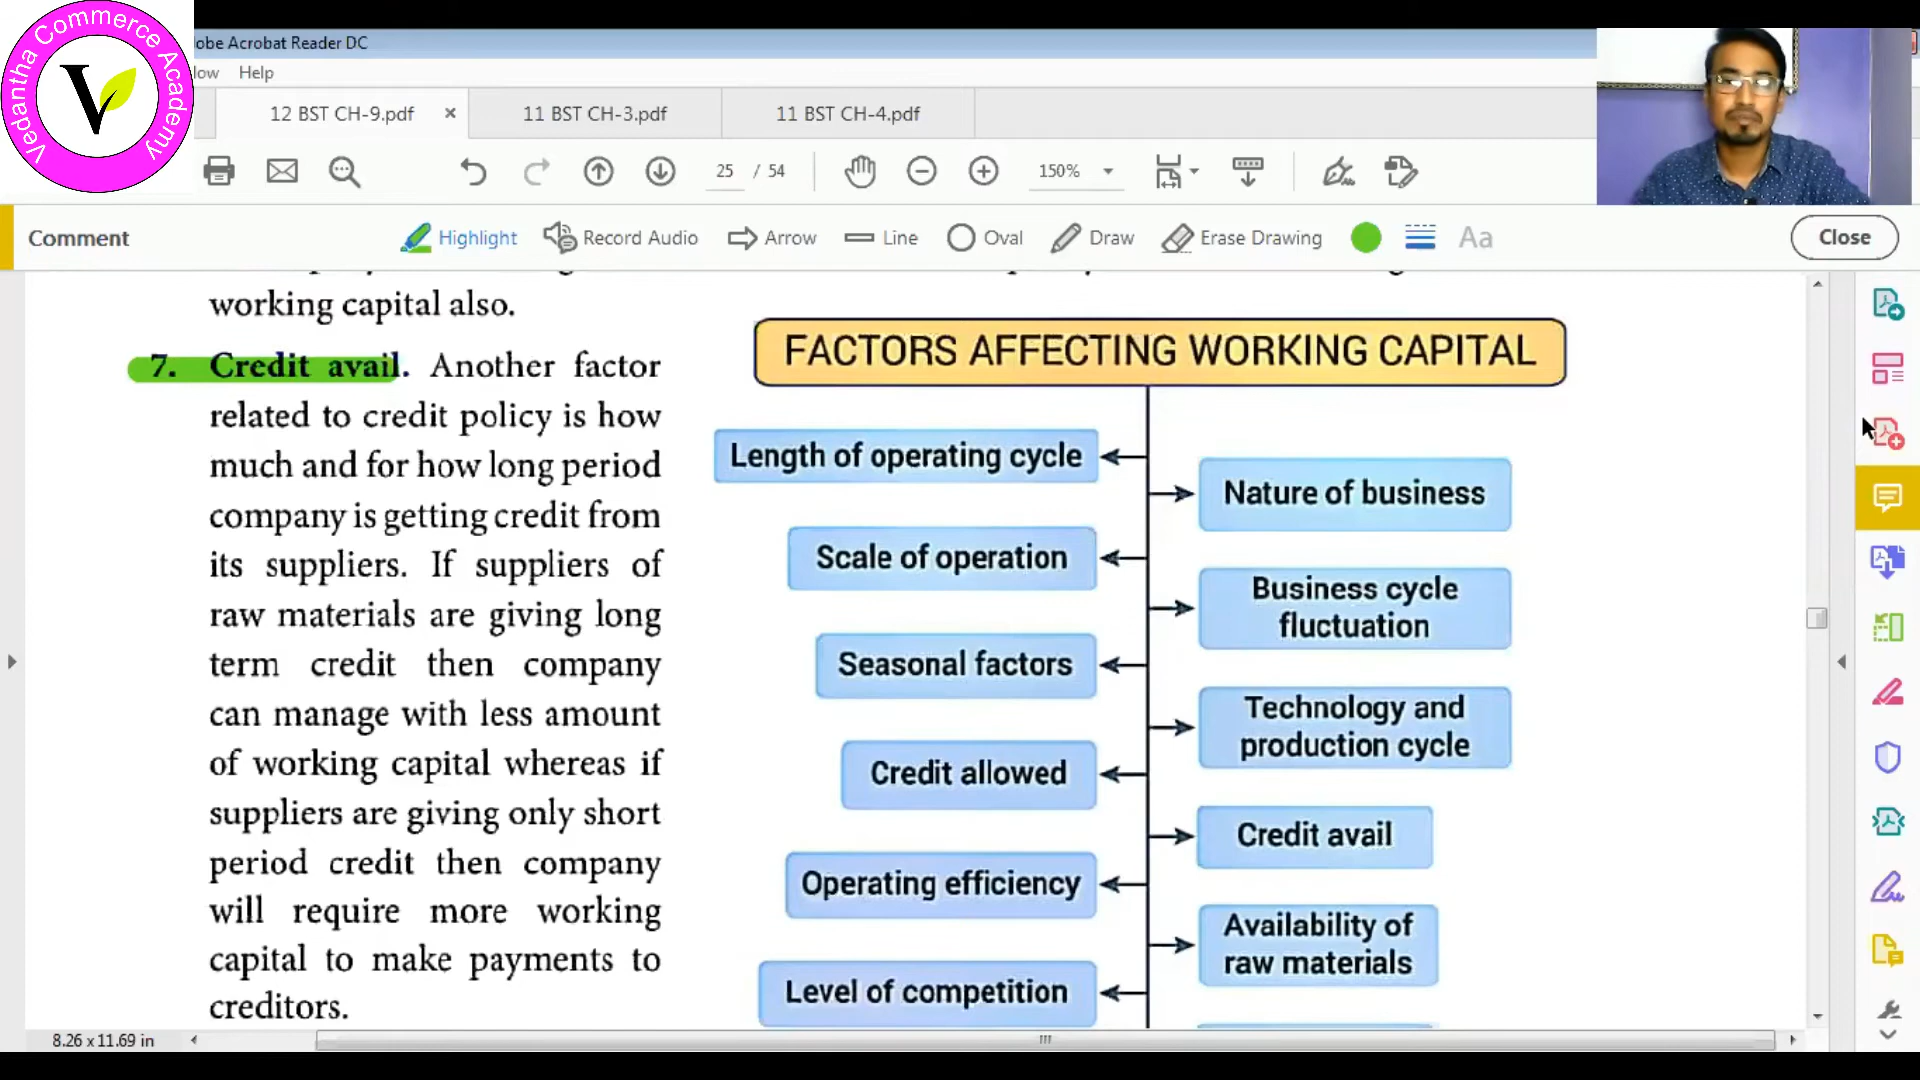 Vedantha Commerce Academy
V
obe Acrobat Reader DC
low Help
12 BST CH-9.pdf × 11 BST CH-3.pdf 11 BST CH-4.pdf
25 / 54 150%
Comment Highlight Record Audio Arrow Line Oval Draw Erase Drawing Aa Close
working capital also.
7. Credit avail. Another factor
related to credit policy is how
much and for how long period
company is getting credit from
its suppliers. If suppliers of
raw materials are giving long
term credit then company
can manage with less amount
of working capital whereas if
suppliers are giving only short
period credit then company
will require more working
capital to make payments to
creditors.
FACTORS AFFECTING WORKING CAPITAL
Length of operating cycle
Nature of business
Scale of operation
Business cycle
fluctuation
Seasonal factors
Technology and
production cycle
Credit allowed
Credit avail
Operating efficiency
Availability of
raw materials
Level of competition
8.26 x 11.69 in